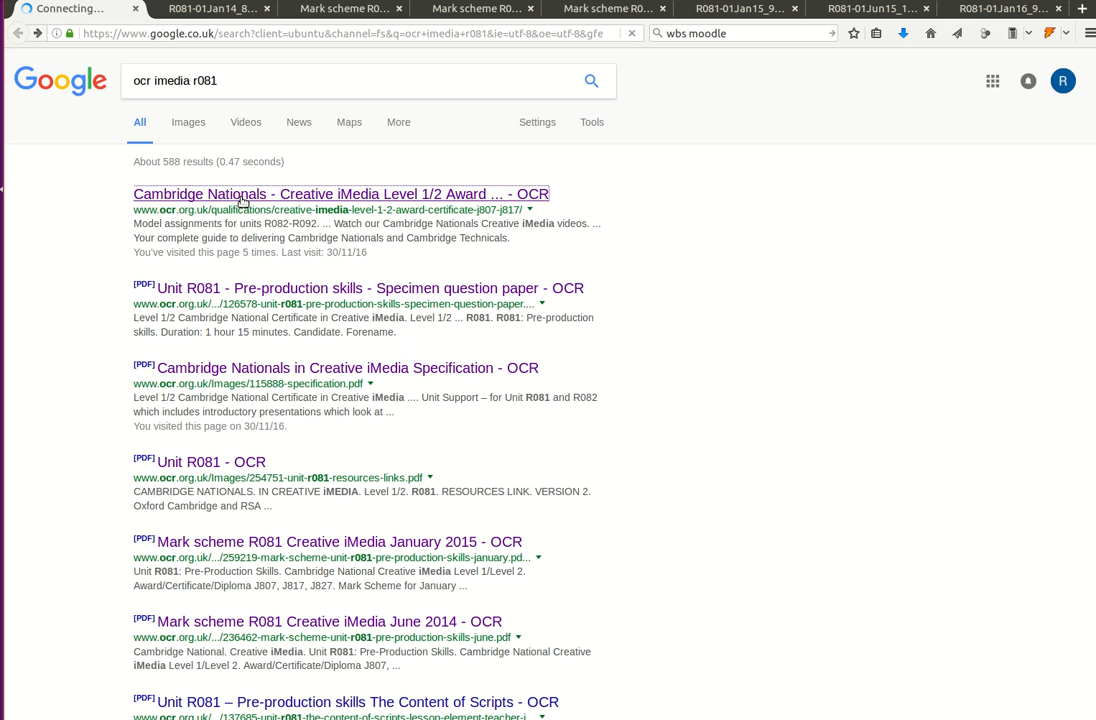 Connecting…
R081-01Jan14_8…
Mark scheme R0…
Mark scheme R0…
Mark scheme R0…
R081-01Jan15_9…
R081-01Jun15_1…
R081-01Jan16_9…
https://www.google.co.uk/search?client=ubuntu&channel=fs&q=ocr+imedia+r081&ie=utf-8&oe=utf-8&gfe
wbs moodle
Google
ocr imedia r081
R
All Images Videos News Maps More Settings Tools
About 588 results (0.47 seconds)
Cambridge Nationals - Creative iMedia Level 1/2 Award ... - OCR
www.ocr.org.uk/qualifications/creative-imedia-level-1-2-award-certificate-j807-j817/
Model assignments for units R082-R092. ... Watch our Cambridge Nationals Creative iMedia videos. ...
Your complete guide to delivering Cambridge Nationals and Cambridge Technicals.
You've visited this page 5 times. Last visit: 30/11/16
[PDF] Unit R081 - Pre-production skills - Specimen question paper - OCR
www.ocr.org.uk/.../126578-unit-r081-pre-production-skills-specimen-question-paper....
Level 1/2 Cambridge National Certificate in Creative iMedia. Level 1/2 ... R081. R081: Pre-production
skills. Duration: 1 hour 15 minutes. Candidate. Forename.
[PDF] Cambridge Nationals in Creative iMedia Specification - OCR
www.ocr.org.uk/Images/115888-specification.pdf
Level 1/2 Cambridge National Certificate in Creative iMedia .... Unit Support – for Unit R081 and R082
which includes introductory presentations which look at ...
You visited this page on 30/11/16.
[PDF] Unit R081 - OCR
www.ocr.org.uk/Images/254751-unit-r081-resources-links.pdf
CAMBRIDGE NATIONALS. IN CREATIVE iMEDIA. Level 1/2. R081. RESOURCES LINK. VERSION 2.
Oxford Cambridge and RSA ...
[PDF] Mark scheme R081 Creative iMedia January 2015 - OCR
www.ocr.org.uk/.../259219-mark-scheme-unit-r081-pre-production-skills-january.pd...
Unit R081: Pre-Production Skills. Cambridge National Creative iMedia Level 1/Level 2.
Award/Certificate/Diploma J807, J817, J827. Mark Scheme for January ...
[PDF] Mark scheme R081 Creative iMedia June 2014 - OCR
www.ocr.org.uk/.../236462-mark-scheme-unit-r081-pre-production-skills-june.pdf
Cambridge National. Creative iMedia. Unit R081: Pre-Production Skills. Cambridge National Creative
iMedia Level 1/Level 2. Award/Certificate/Diploma J807, ...
[PDF] Unit R081 – Pre-production skills The Content of Scripts - OCR
www.ocr.org.uk/.../137685-unit-r081-the-content-of-scripts-lesson-element-teacher-i...